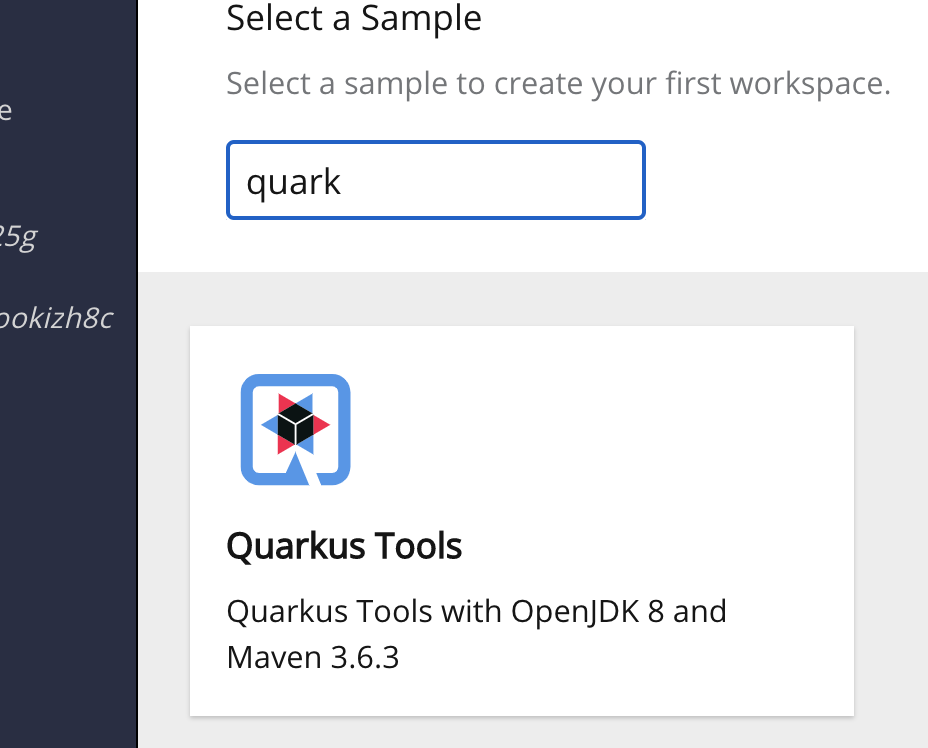 Select a Sample
Select a sample to create your first workspace.
e
25g
ookizh8c
quark
Quarkus Tools
Quarkus Tools with OpenJDK 8 and
Maven 3.6.3